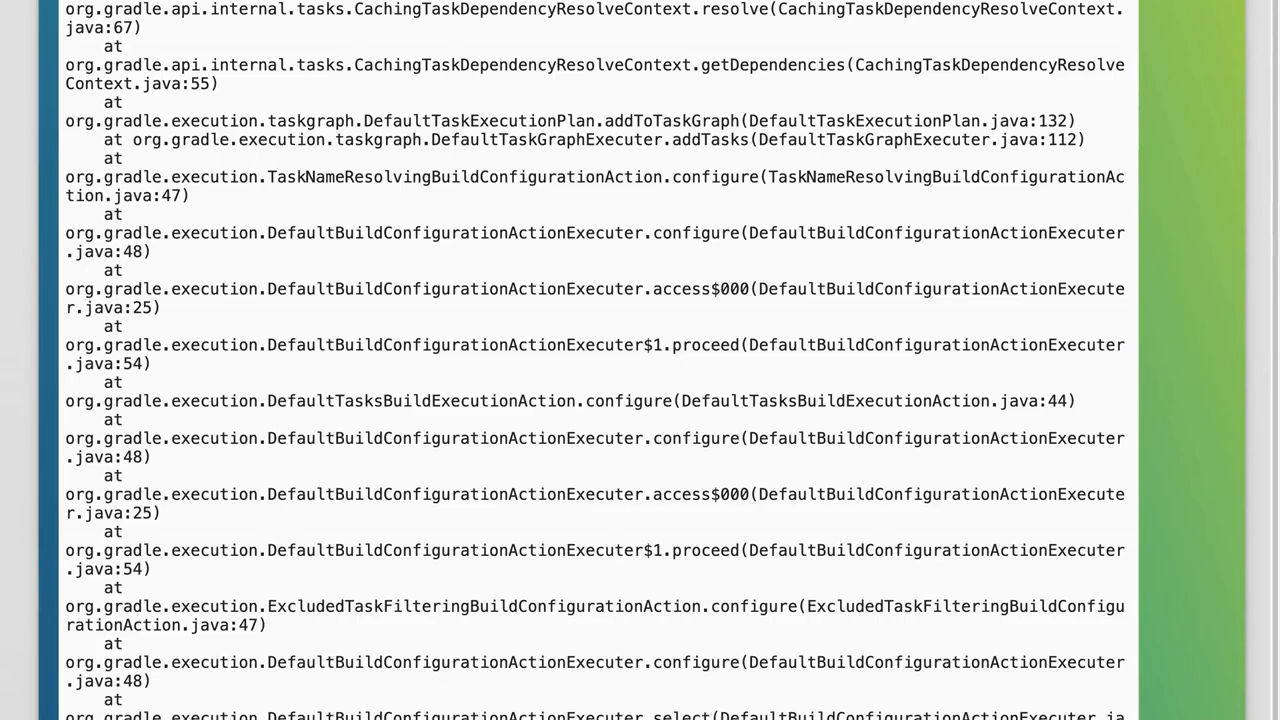 org.gradle.api.internal.tasks.CachingTaskDependencyResolveContext.resolve(CachingTaskDependencyResolveContext.
java:67)
at
org.gradle.api.internal.tasks.CachingTaskDependencyResolveContext.getDependencies(CachingTaskDependencyResolve
Context.java:55)
at
org.gradle.execution.taskgraph.DefaultTaskExecutionPlan.addToTaskGraph(DefaultTaskExecutionPlan.java:132)
at org.gradle.execution.taskgraph.DefaultTaskGraphExecuter.addTasks(DefaultTaskGraphExecuter.java:112)
at
org.gradle.execution.TaskNameResolvingBuildConfigurationAction.configure(TaskNameResolvingBuildConfigurationAc
tion.java:47)
at
org.gradle.execution.DefaultBuildConfigurationActionExecuter.configure(DefaultBuildConfigurationActionExecuter
.java:48)
at
org.gradle.execution.DefaultBuildConfigurationActionExecuter.access$000(DefaultBuildConfigurationActionExecute
r.java:25)
at
org.gradle.execution.DefaultBuildConfigurationActionExecuter$1.proceed(DefaultBuildConfigurationActionExecuter
.java:54)
at
org.gradle.execution.DefaultTasksBuildExecutionAction.configure(DefaultTasksBuildExecutionAction.java:44)
at
org.gradle.execution.DefaultBuildConfigurationActionExecuter.configure(DefaultBuildConfigurationActionExecuter
.java:48)
at
org.gradle.execution.DefaultBuildConfigurationActionExecuter.access$000(DefaultBuildConfigurationActionExecute
r.java:25)
at
org.gradle.execution.DefaultBuildConfigurationActionExecuter$1.proceed(DefaultBuildConfigurationActionExecuter
.java:54)
at
org.gradle.execution.ExcludedTaskFilteringBuildConfigurationAction.configure(ExcludedTaskFilteringBuildConfigu
rationAction.java:47)
at
org.gradle.execution.DefaultBuildConfigurationActionExecuter.configure(DefaultBuildConfigurationActionExecuter
.java:48)
at
org.gradle.execution.DefaultBuildConfigurationActionExecuter.select(DefaultBuildConfigurationActionExecuter.ja